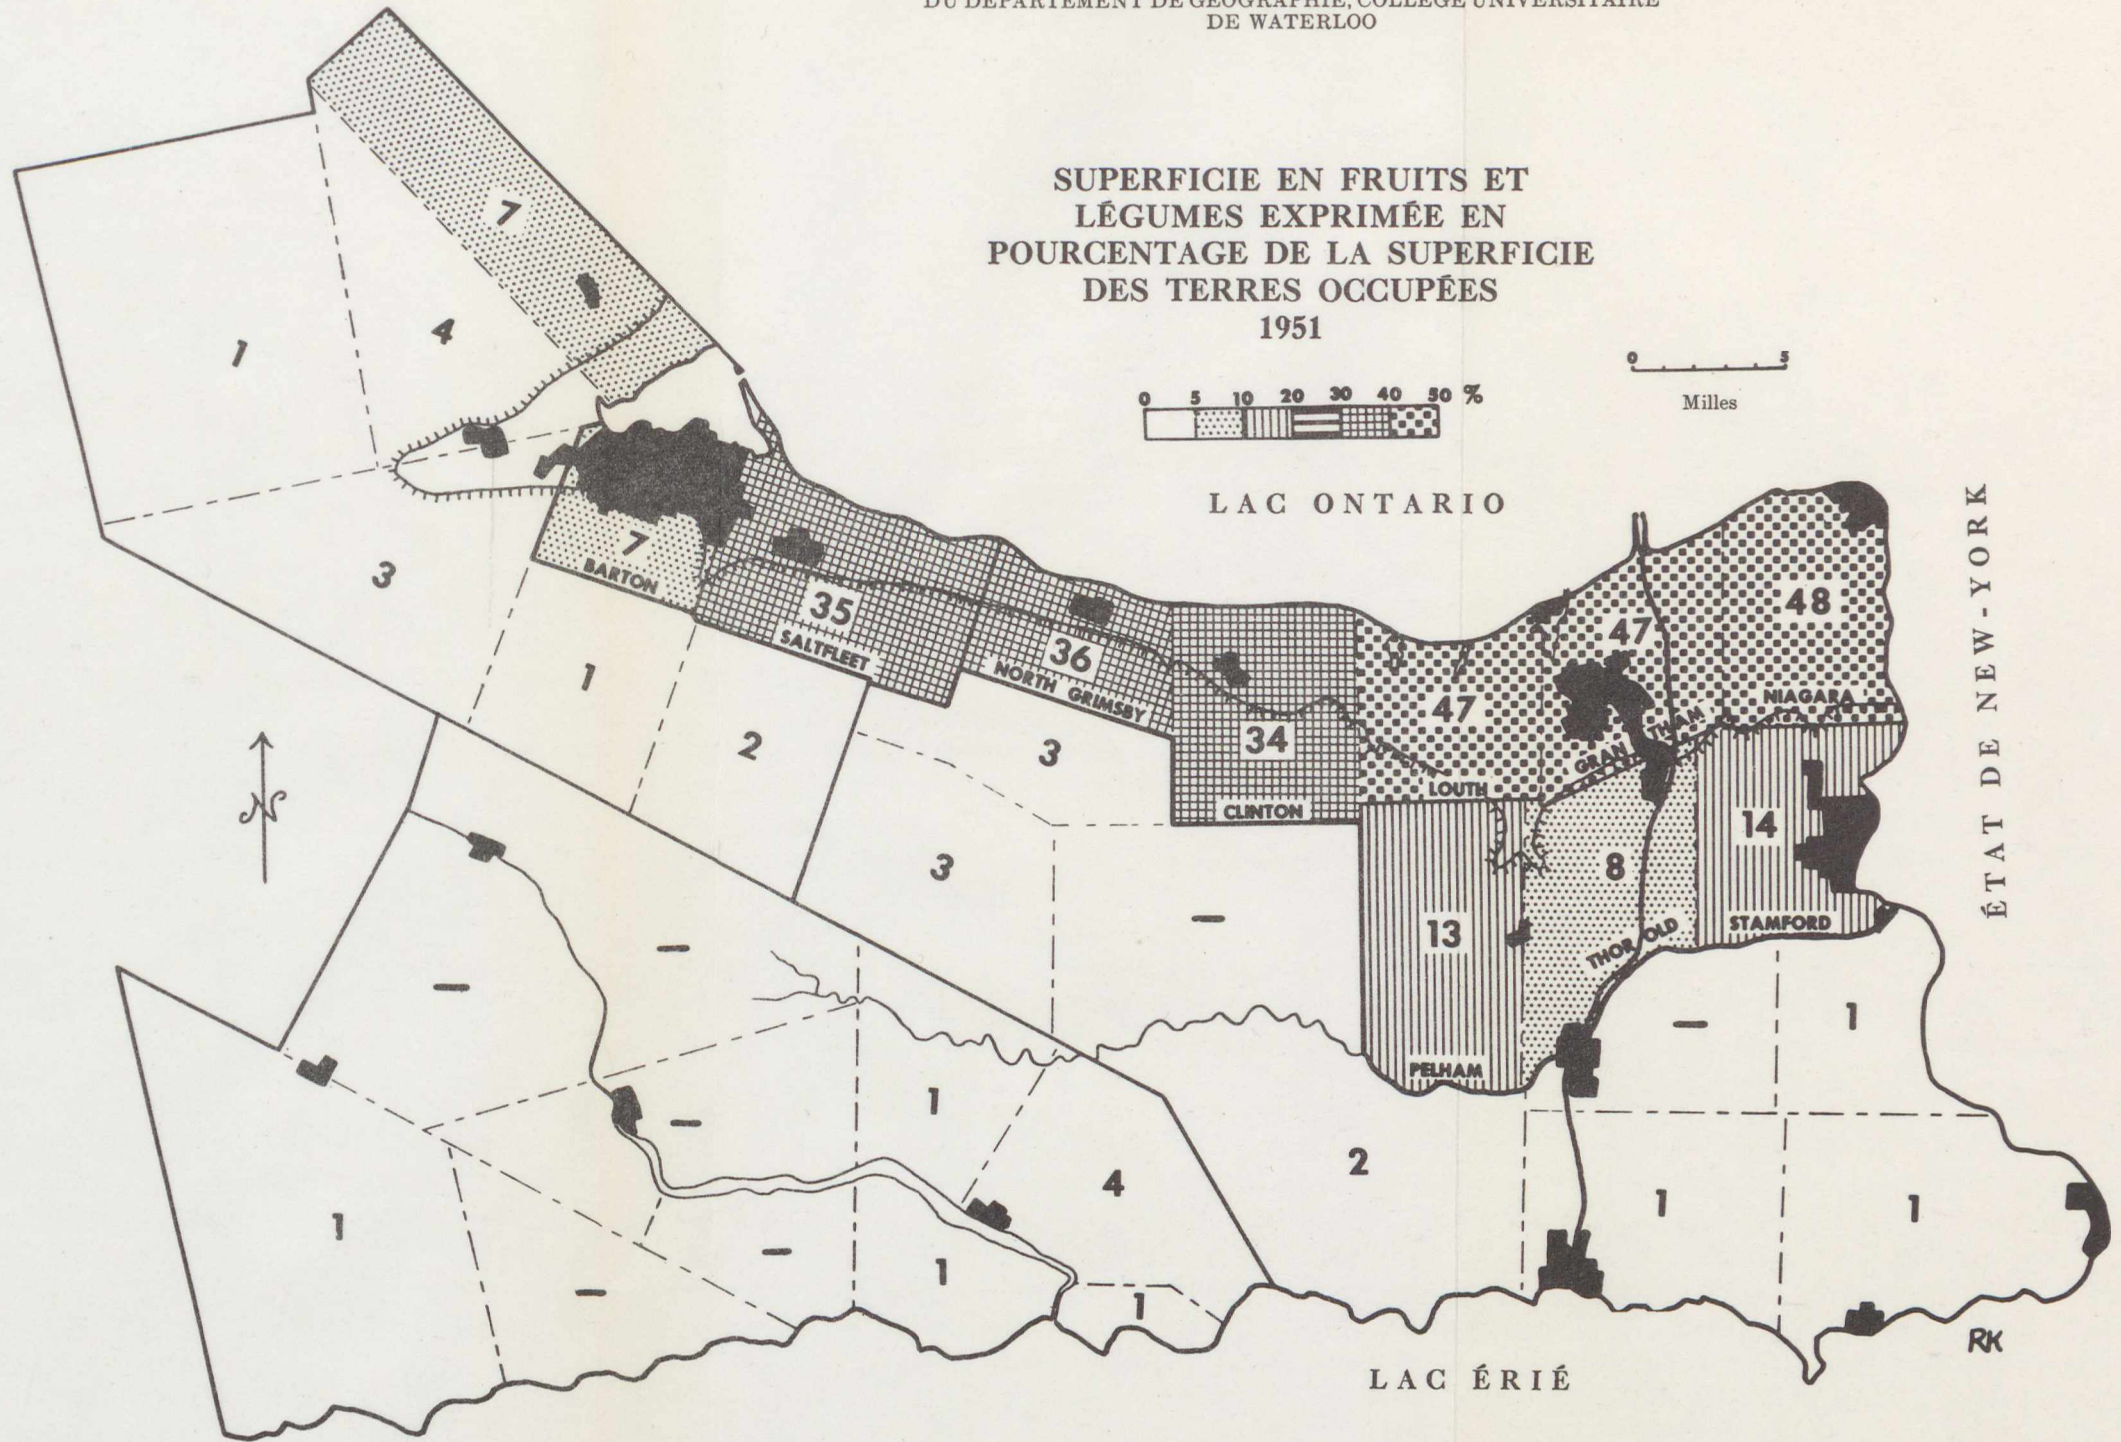 DU DÉPARTEMENT DE GÉOGRAPHIE, COLLÈGE UNIVERSITAIRE
DE WATERLOO
SUPERFICIE EN FRUITS ET
LÉGUMES EXPRIMÉE EN
POURCENTAGE DE LA SUPERFICIE
DES TERRES OCCUPÉES
1951
0 5
Milles
0 5 10 20 30 40 50 %
LAC ONTARIO
ÉTAT DE NEW-YORK
7
1
4
3
7
BARTON
35
SALTFLEET
36
NORTH GRIMSBY
34
CLINTON
47
LOUTH
47
GRANTHAM
48
NIAGARA
1
2
3
3
–
13
PELHAM
8
THOROLD
14
STAMFORD
N
–
–
–
1
–
1
1
4
2
1
–
–
1
1
1
1
LAC ÉRIÉ
RK